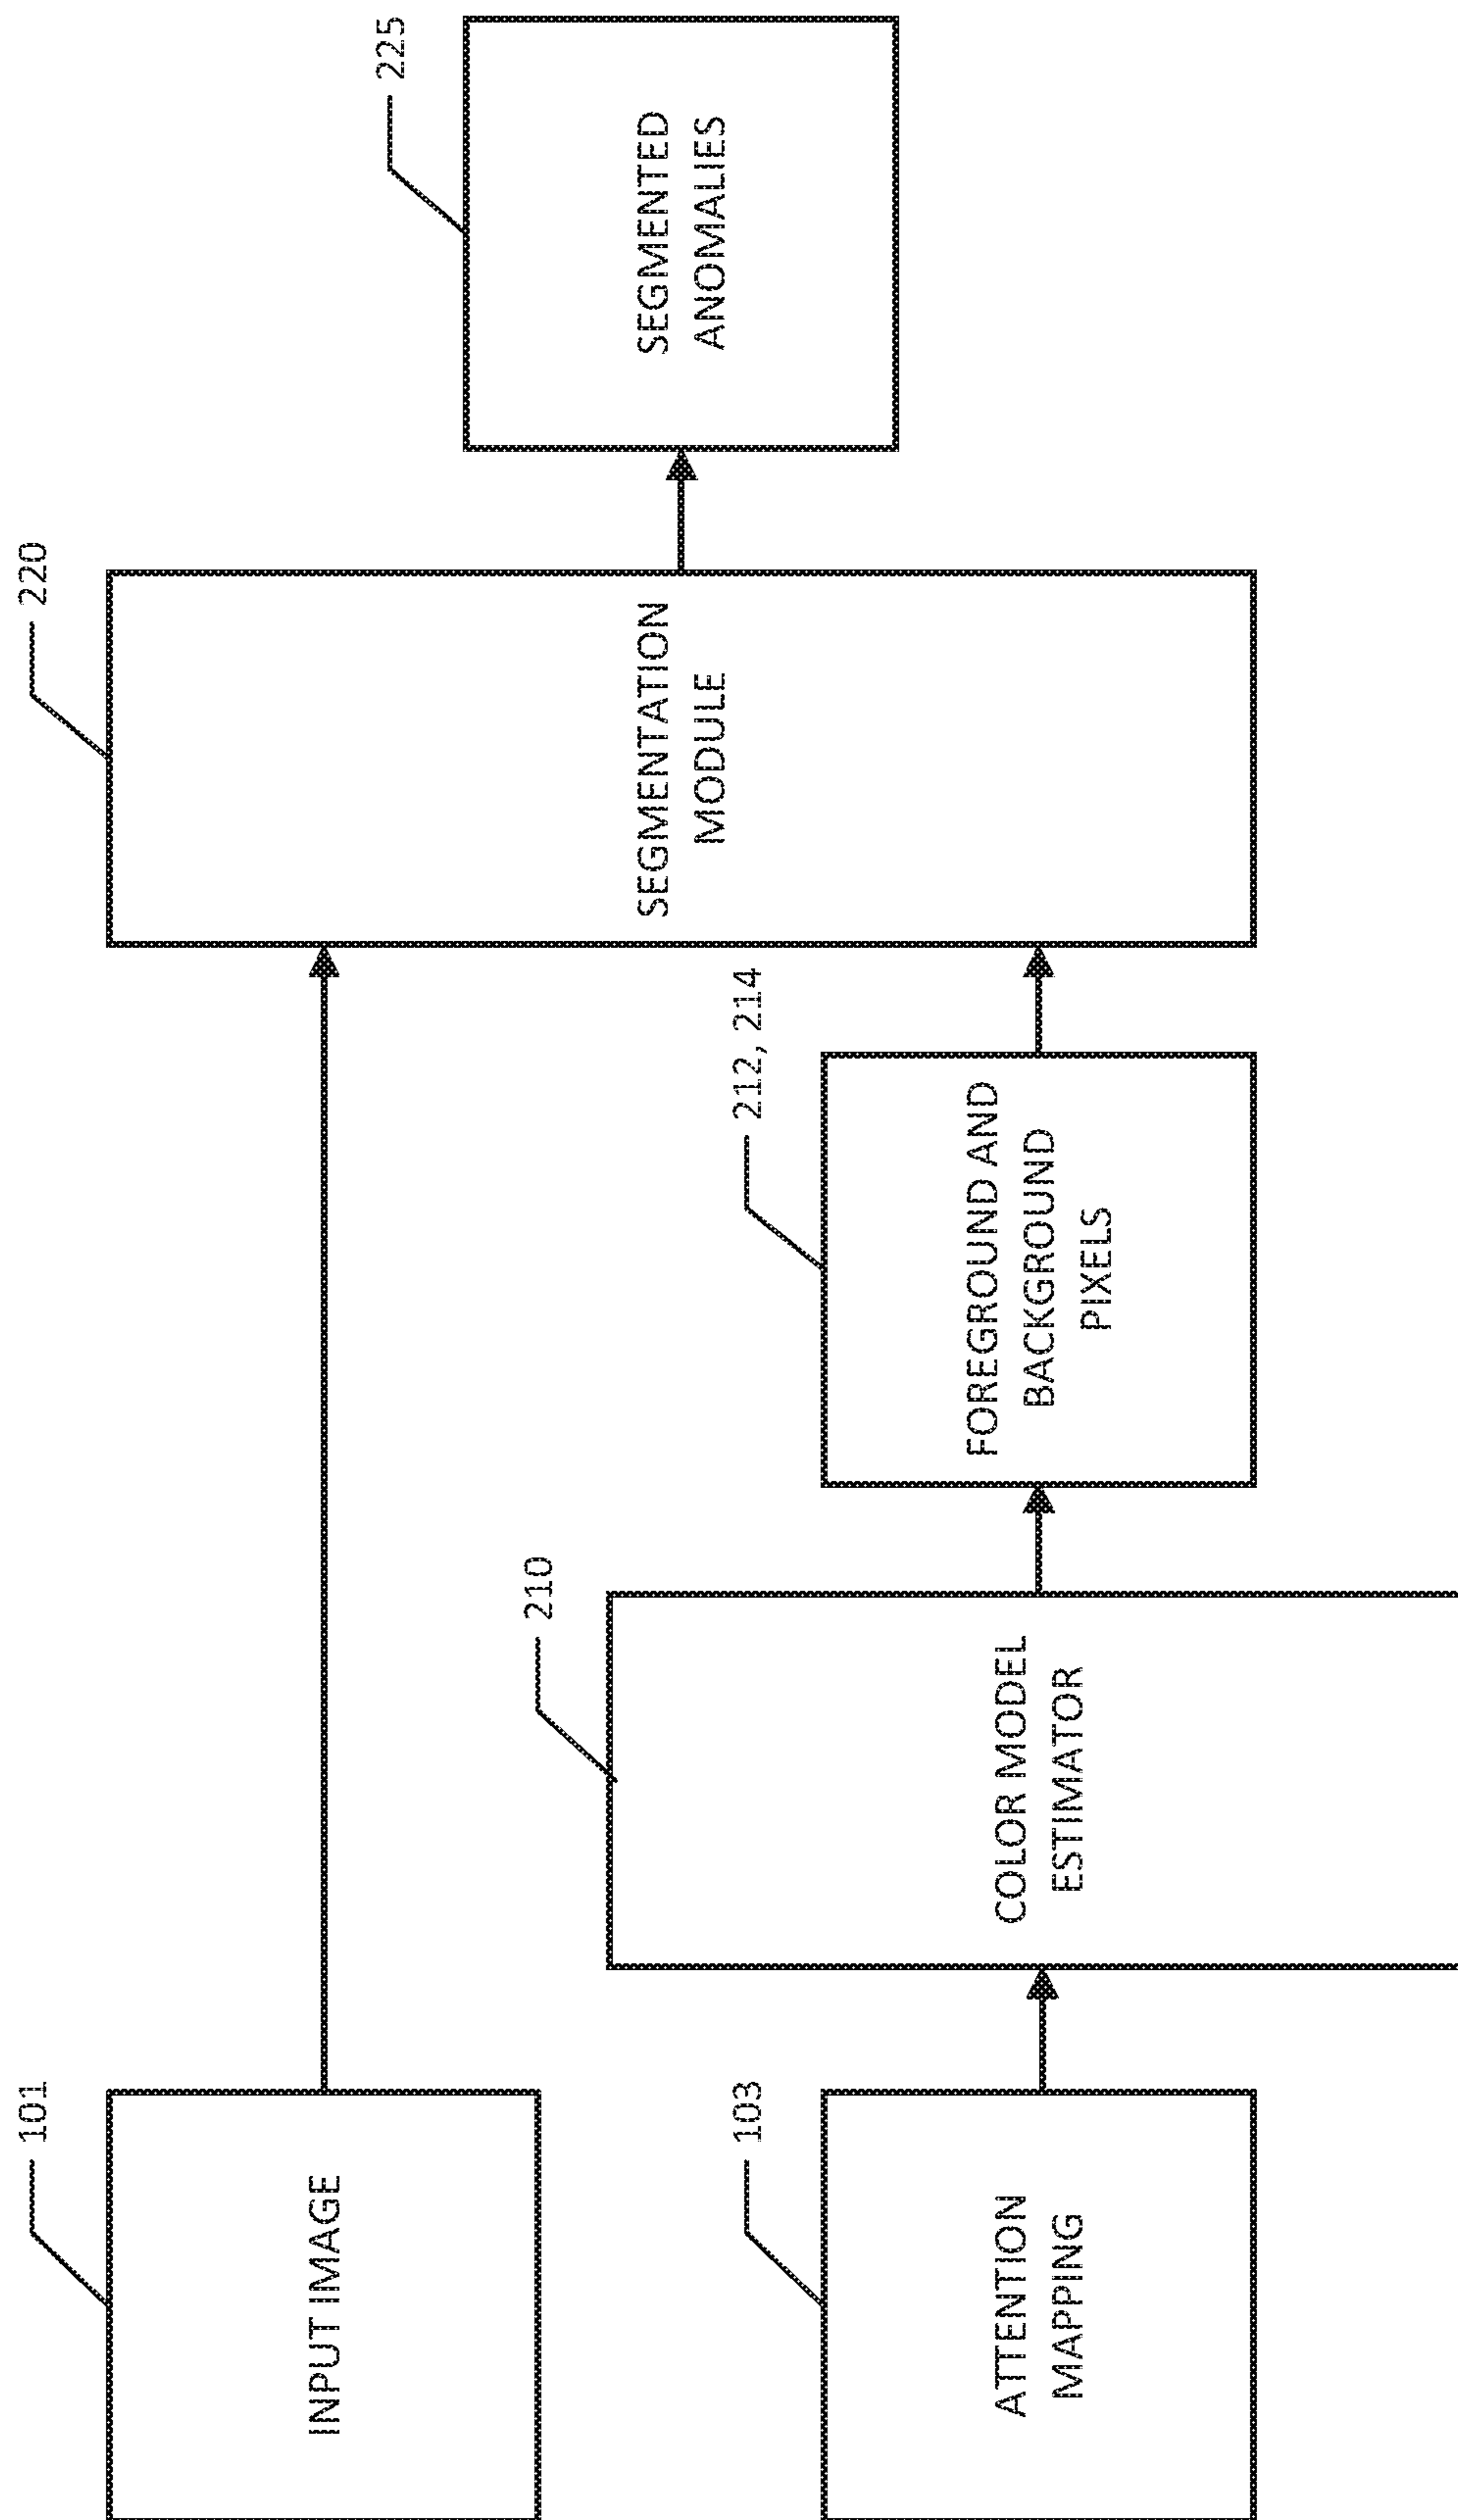 101
INPUT IMAGE
103
ATTENTION
MAPPING
210
COLOR MODEL
ESTIMATOR
212, 214
FOREGROUND AND
BACKGROUND
PIXELS
220
SEGMENTATION
MODULE
225
SEGMENTED
ANOMALIES